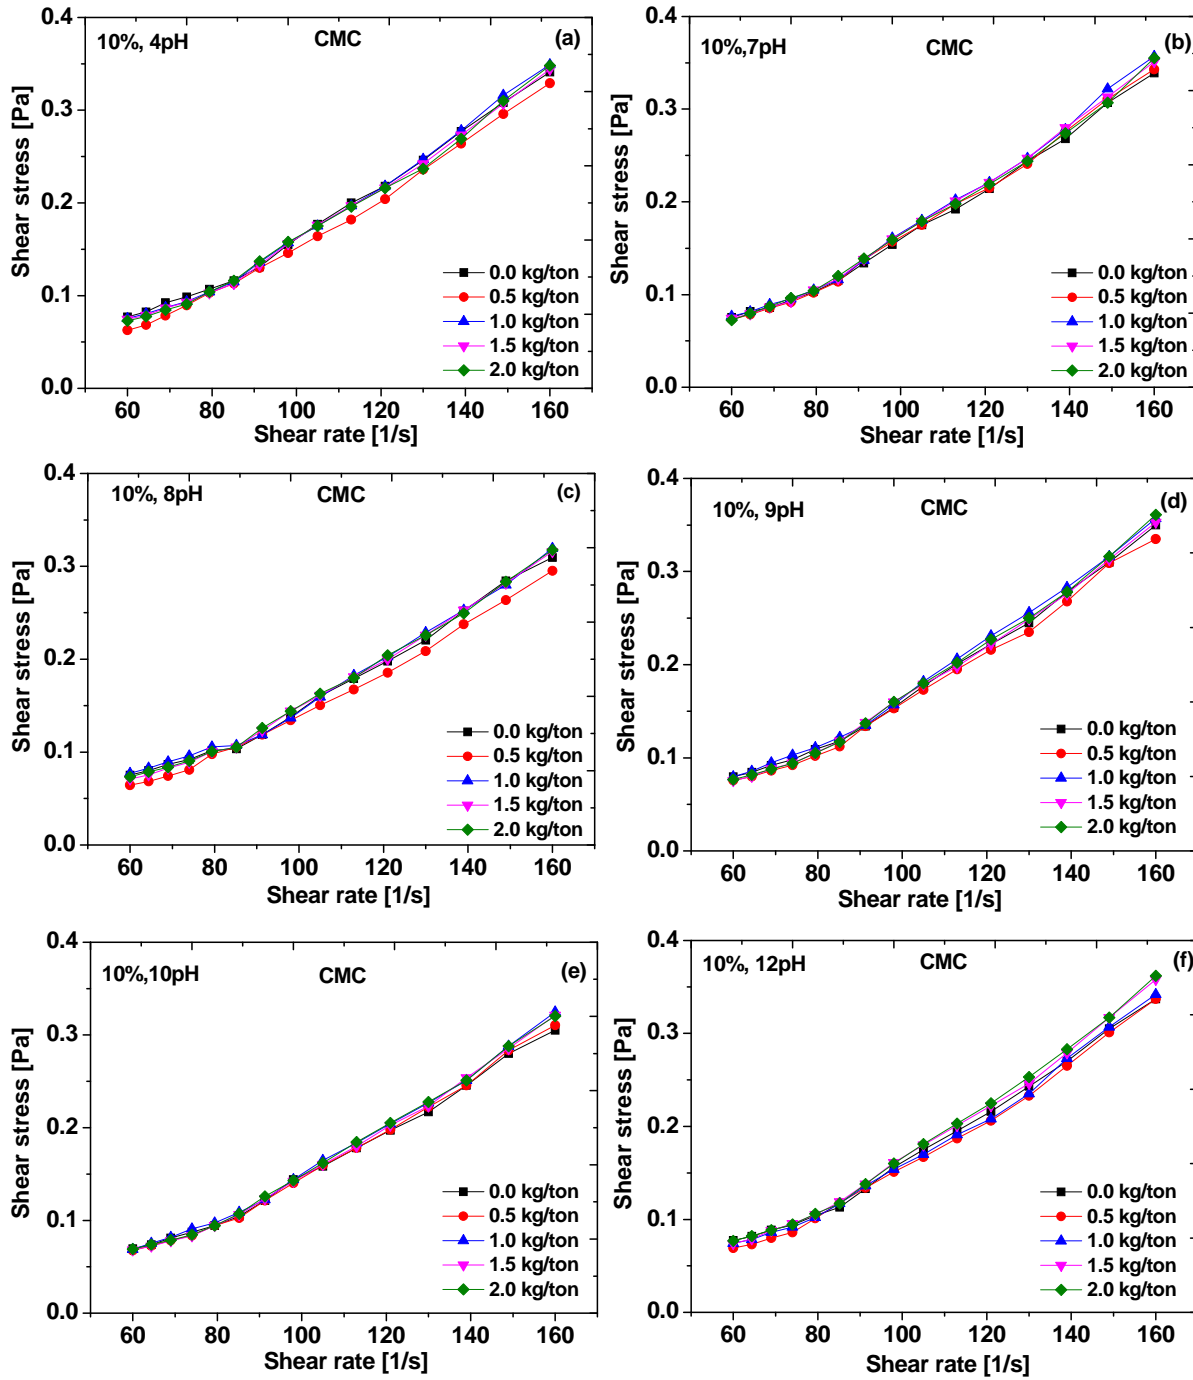 10%, 4pH CMC (a)
Shear stress [Pa]
0.4
0.3
0.2
0.1
0.0
0.0 kg/ton
0.5 kg/ton
1.0 kg/ton
1.5 kg/ton
2.0 kg/ton
60 80 100 120 140 160
Shear rate [1/s]
10%,7pH CMC (b)
Shear stress [Pa]
0.4
0.3
0.2
0.1
0.0
0.0 kg/ton
0.5 kg/ton
1.0 kg/ton
1.5 kg/ton
2.0 kg/ton
60 80 100 120 140 160
Shear rate [1/s]
10%, 8pH CMC (c)
Shear stress [Pa]
0.4
0.3
0.2
0.1
0.0
0.0 kg/ton
0.5 kg/ton
1.0 kg/ton
1.5 kg/ton
2.0 kg/ton
60 80 100 120 140 160
Shear rate [1/s]
10%, 9pH CMC (d)
Shear stress [Pa]
0.4
0.3
0.2
0.1
0.0
0.0 kg/ton
0.5 kg/ton
1.0 kg/ton
1.5 kg/ton
2.0 kg/ton
60 80 100 120 140 160
Shear rate [1/s]
10%,10pH CMC (e)
Shear stress [Pa]
0.4
0.3
0.2
0.1
0.0
0.0 kg/ton
0.5 kg/ton
1.0 kg/ton
1.5 kg/ton
2.0 kg/ton
60 80 100 120 140 160
Shear rate [1/s]
10%, 12pH CMC (f)
Shear stress [Pa]
0.4
0.3
0.2
0.1
0.0
0.0 kg/ton
0.5 kg/ton
1.0 kg/ton
1.5 kg/ton
2.0 kg/ton
60 80 100 120 140 160
Shear rate [1/s]